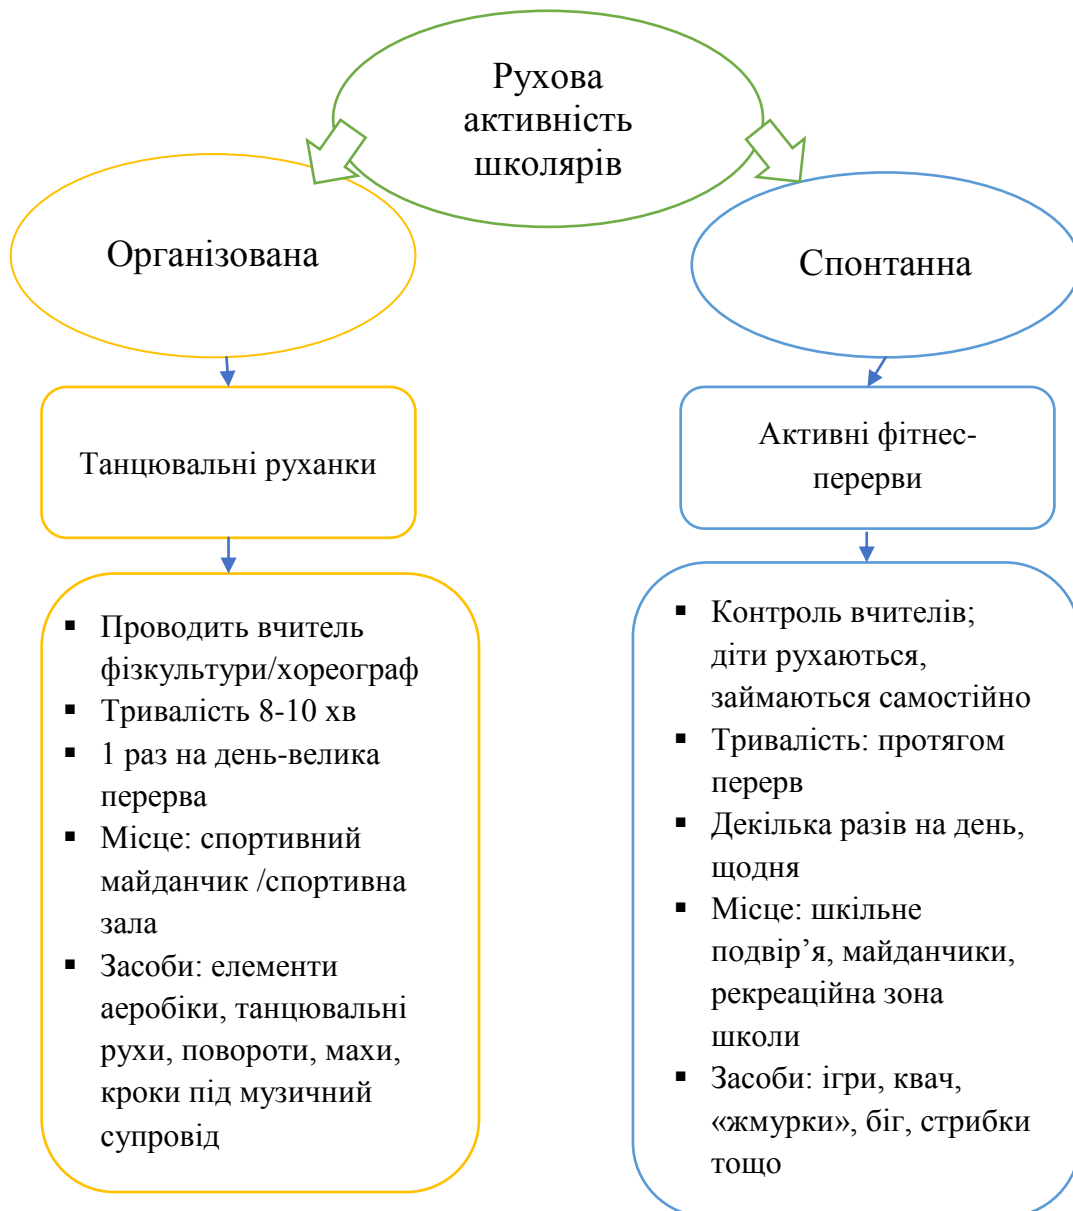 Рухова
активність
школярів
Організована
Спонтанна
Танцювальні руханки
Активні фітнес-
перерви
▪ Проводить вчитель
фізкультури/хореограф
▪ Тривалість 8-10 хв
▪ 1 раз на день-велика
перерва
▪ Місце: спортивний
майданчик /спортивна
зала
▪ Засоби: елементи
аеробіки, танцювальні
рухи, повороти, махи,
кроки під музичний
супровід
▪ Контроль вчителів;
діти рухаються,
займаються самостійно
▪ Тривалість: протягом
перерв
▪ Декілька разів на день,
щодня
▪ Місце: шкільне
подвір’я, майданчики,
рекреаційна зона
школи
▪ Засоби: ігри, квач,
«жмурки», біг, стрибки
тощо